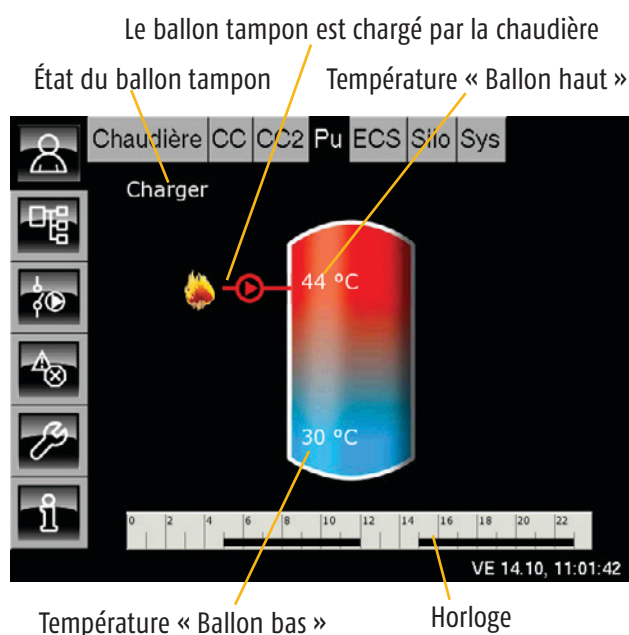 Le ballon tampon est chargé par la chaudière
État du ballon tampon
Température « Ballon haut »
Chaudière CC CC2 Pu ECS Silo Sys
Charger
44 °C
30 °C
0 2 4 6 8 10 12 14 16 18 20 22
VE 14.10, 11:01:42
Température « Ballon bas »
Horloge